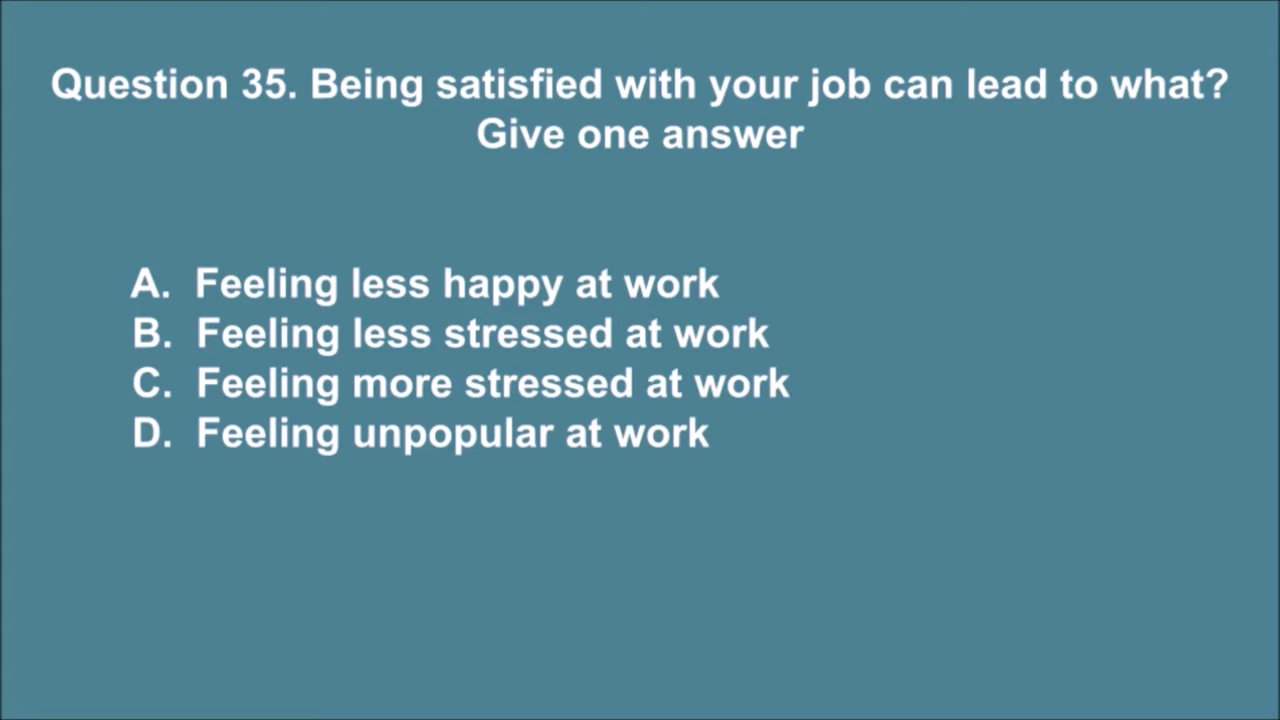 Question 35. Being satisfied with your job can lead to what?
Give one answer
A. Feeling less happy at work
B. Feeling less stressed at work
C. Feeling more stressed at work
D. Feeling unpopular at work